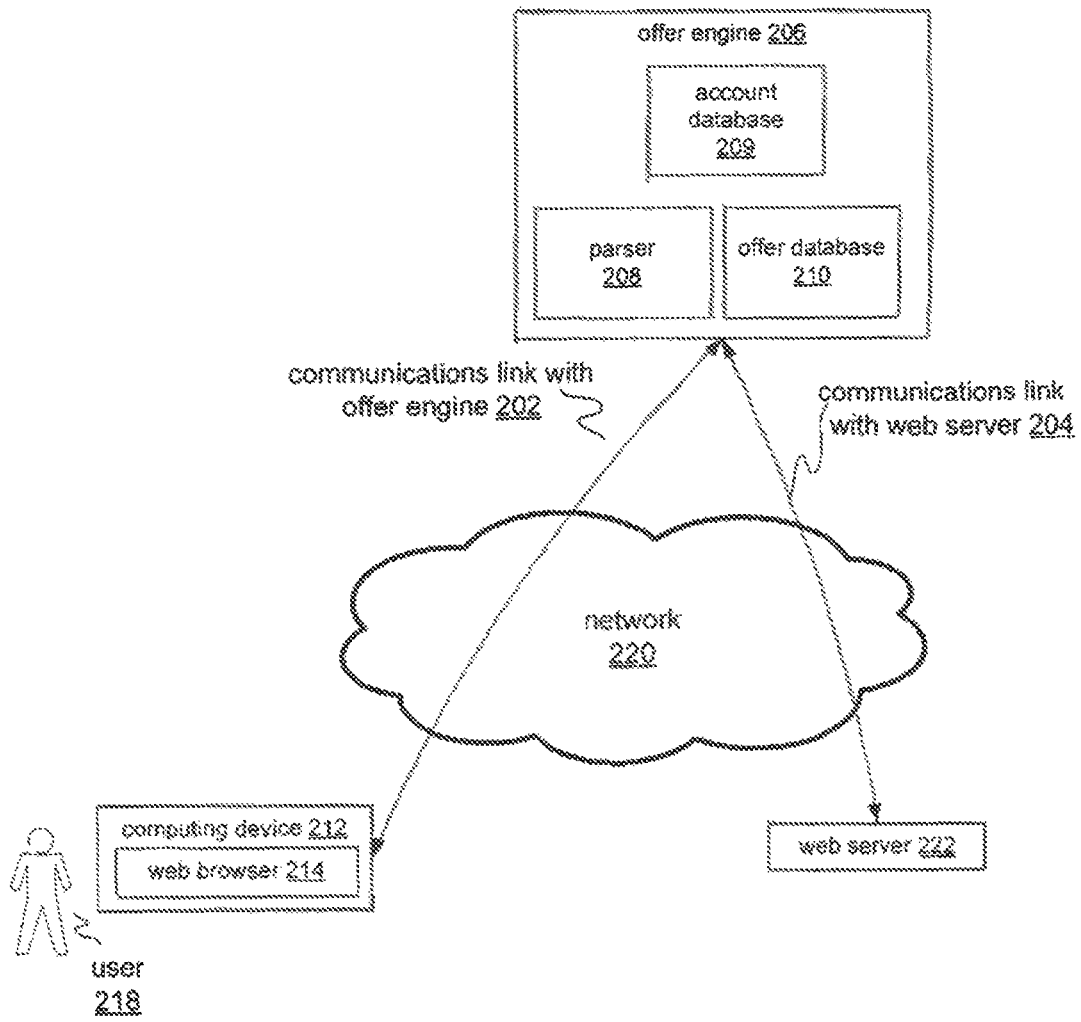 offer engine 206
account
database
209
parser
208
offer database
210
communications link with
offer engine 202
communications link
with web server 204
network
220
computing device 212
web browser 214
web server 222
user
218